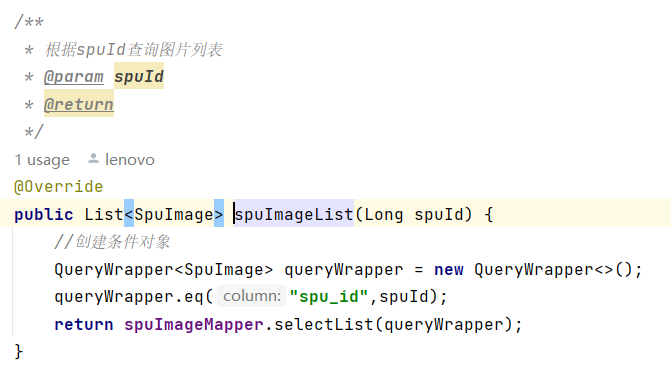 /**
 * 根据spuId查询图片列表
 * @param spuId
 * @return
 */
1 usage lenovo
@Override
public List<SpuImage> spuImageList(Long spuId) {
    //创建条件对象
    QueryWrapper<SpuImage> queryWrapper = new QueryWrapper<>();
    queryWrapper.eq( column: "spu_id",spuId);
    return spuImageMapper.selectList(queryWrapper);
}